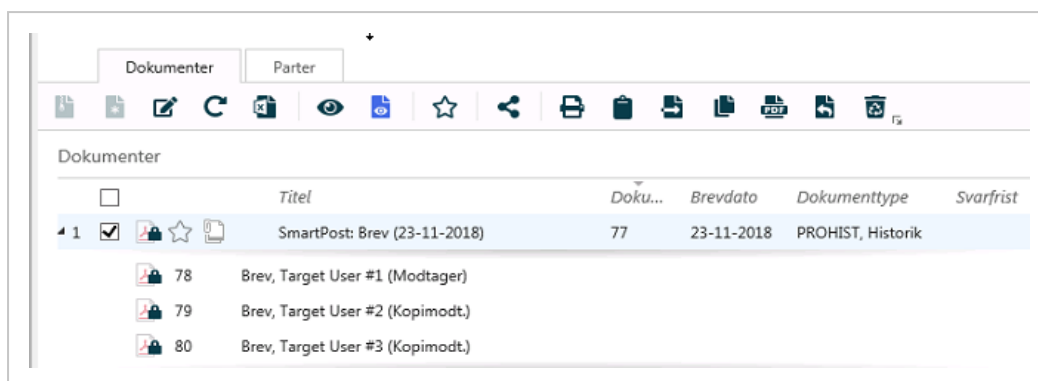 Dokumenter Parter
PDF
Dokumenter
Titel Doku... Brevdato Dokumenttype Svarfrist
1 SmartPost: Brev (23-11-2018) 77 23-11-2018 PROHIST, Historik
78 Brev, Target User #1 (Modtager)
79 Brev, Target User #2 (Kopimodt.)
80 Brev, Target User #3 (Kopimodt.)